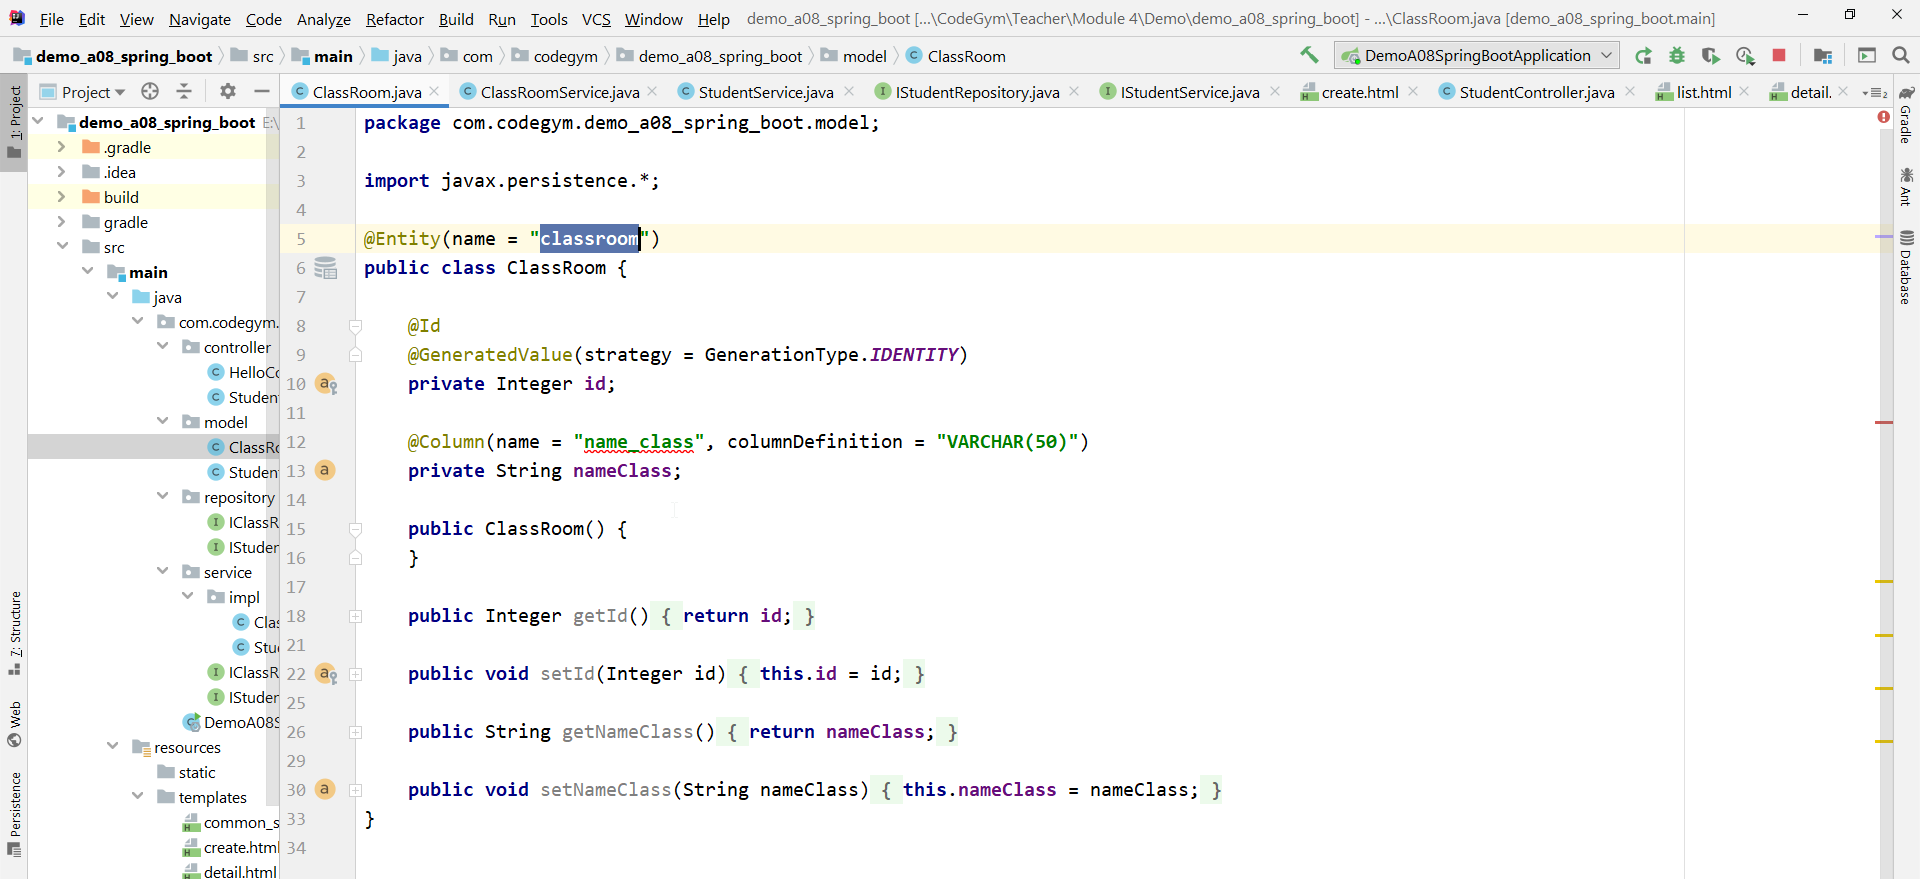 File Edit View Navigate Code Analyze Refactor Build Run Tools VCS Window Help demo_a08_spring_boot [...\CodeGym\Teacher\Module 4\Demo\demo_a08_spring_boot] - ...\ClassRoom.java [demo_a08_spring_boot.main]
demo_a08_spring_boot src main java com codegym demo_a08_spring_boot model ClassRoom DemoA08SpringBootApplication
Project ClassRoom.java ClassRoomService.java StudentService.java IStudentRepository.java IStudentService.java create.html StudentController.java list.html detail.
1: Project
7: Structure
Web
Persistence
demo_a08_spring_boot E:\
.gradle
.idea
build
gradle
src
main
java
com.codegym.
controller
HelloCo
Studen
model
ClassRo
Studen
repository
IClassR
IStuder
service
impl
Clas
Stu
IClassR
IStuder
DemoA08S
resources
static
templates
common_s
create.html
detail.html
1 package com.codegym.demo_a08_spring_boot.model;
2
3 import javax.persistence.*;
4
5 @Entity(name = "classroom")
6 public class ClassRoom {
7
8 @Id
9 @GeneratedValue(strategy = GenerationType.IDENTITY)
10 private Integer id;
11
12 @Column(name = "name_class", columnDefinition = "VARCHAR(50)")
13 private String nameClass;
14
15 public ClassRoom() {
16 }
17
18 public Integer getId() { return id; }
21
22 public void setId(Integer id) { this.id = id; }
25
26 public String getNameClass() { return nameClass; }
29
30 public void setNameClass(String nameClass) { this.nameClass = nameClass; }
33 }
34
Gradle
Ant
Database